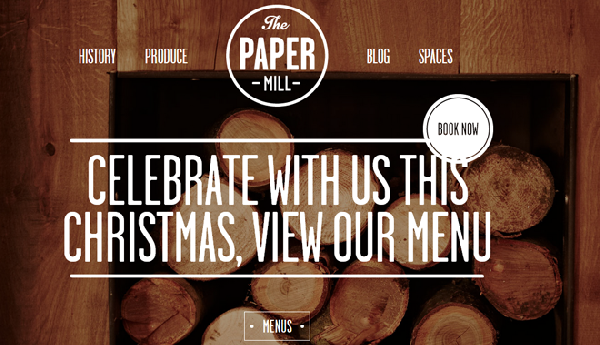 The
PAPER
MILL
HISTORY
PRODUCE
BLOG
SPACES
BOOK NOW
CELEBRATE WITH US THIS
CHRISTMAS, VIEW OUR MENU
MENUS